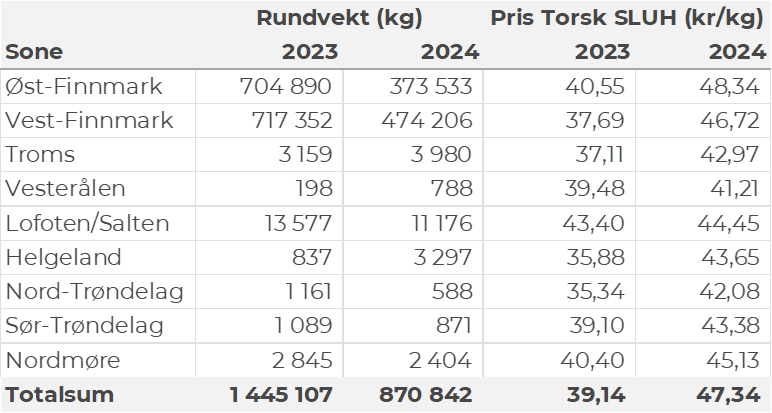 Rundvekt (kg) Pris Torsk SLUH (kr/kg)
Sone 2023 2024 2023 2024
Øst-Finnmark 704 890 373 533 40,55 48,34
Vest-Finnmark 717 352 474 206 37,69 46,72
Troms 3 159 3 980 37,11 42,97
Vesterålen 198 788 39,48 41,21
Lofoten/Salten 13 577 11 176 43,40 44,45
Helgeland 837 3 297 35,88 43,65
Nord-Trøndelag 1 161 588 35,34 42,08
Sør-Trøndelag 1 089 871 39,10 43,38
Nordmøre 2 845 2 404 40,40 45,13
Totalsum 1 445 107 870 842 39,14 47,34